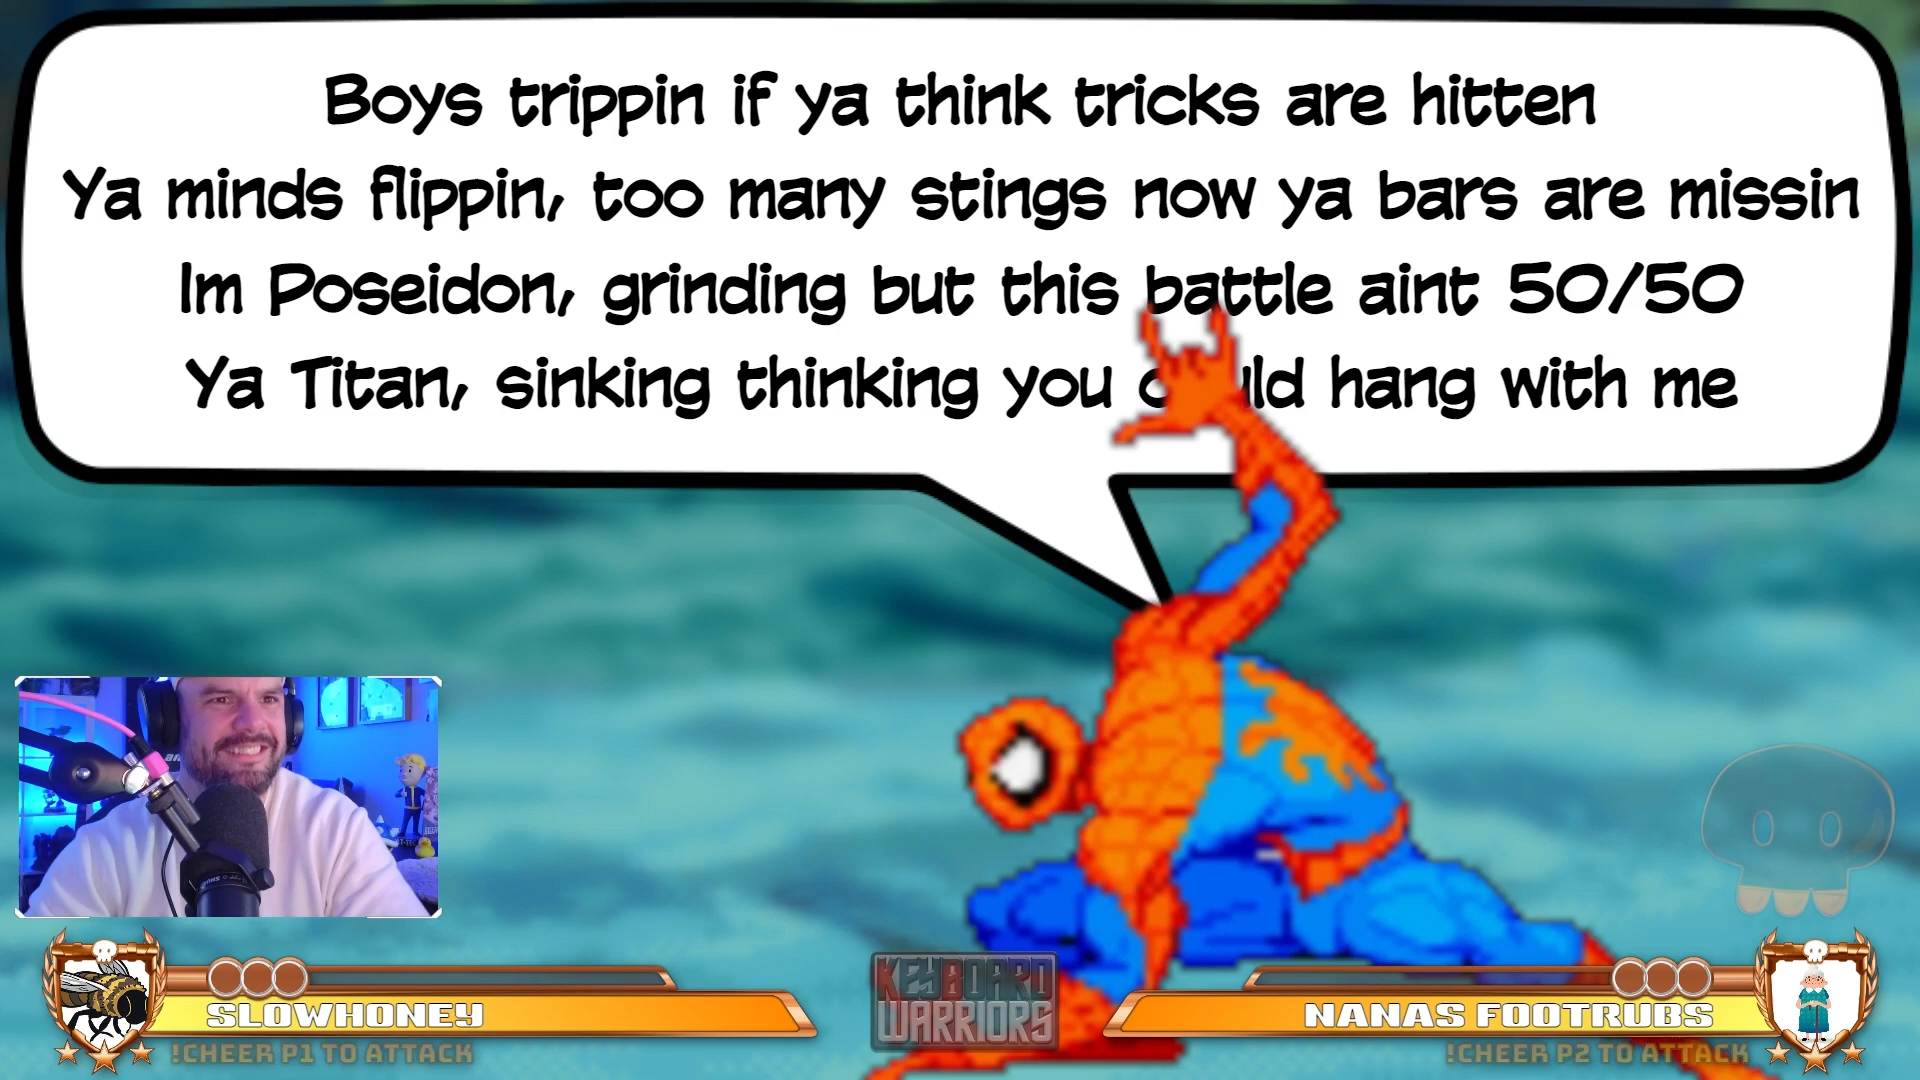 Boys trippin if ya think tricks are hitten
Ya minds flippin, too many stings now ya bars are missin
Im Poseidon, grinding but this battle aint 50/50
Ya Titan, sinking thinking you could hang with me
SLOWHONEY
!CHEER P1 TO ATTACK
KEYBOARD
WARRIORS
NANAS FOOTRUBS
!CHEER P2 TO ATTACK